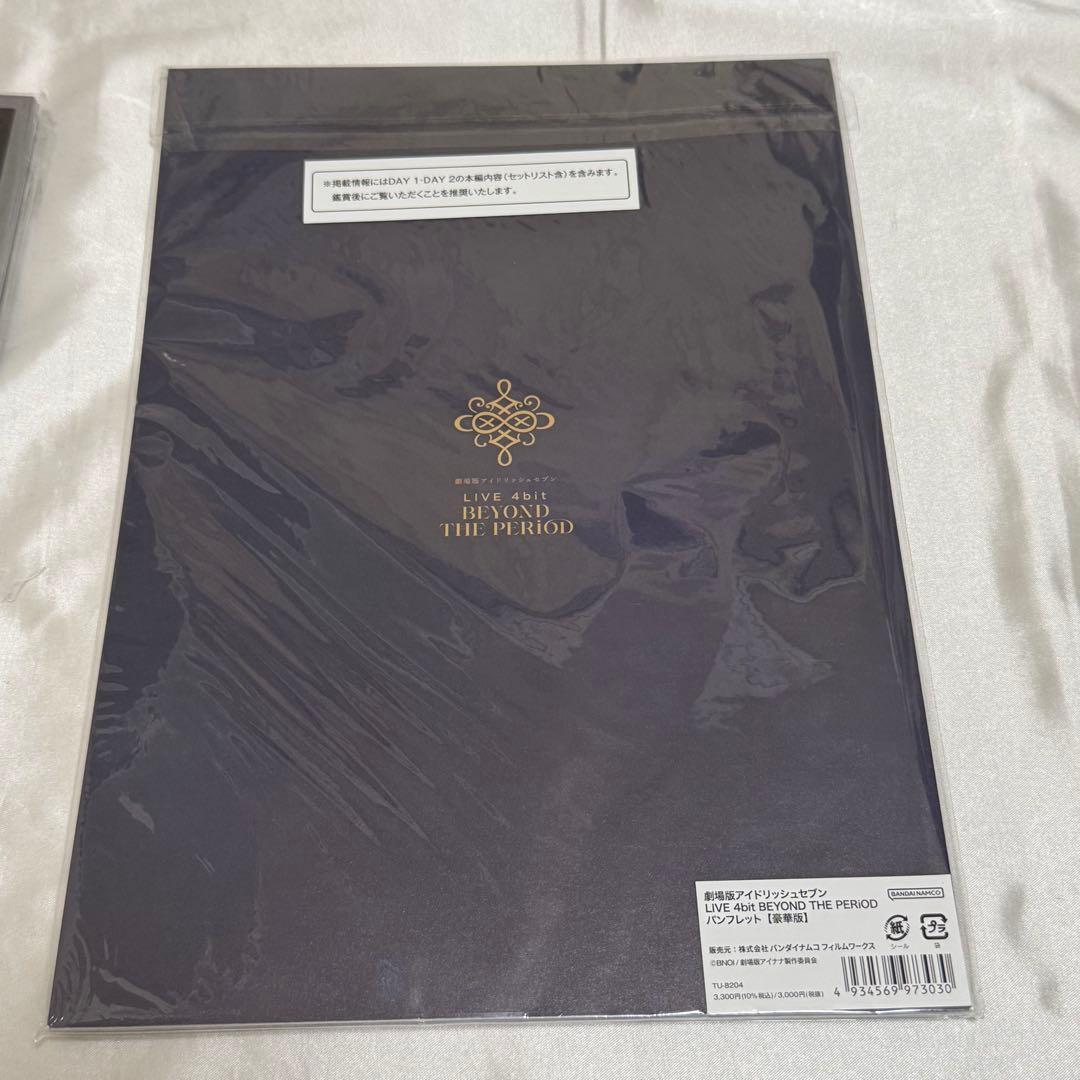 ※掲載情報にはDAY 1・DAY 2の本編内容(セットリスト含)を含みます。
鑑賞後にご覧いただくことを推奨いたします。
劇場版アイドリッシュセブン
LIVE 4bit
BEYOND
THE PERiOD
劇場版アイドリッシュセブン
LIVE 4bit BEYOND THE PERiOD
パンフレット【豪華版】
BANDAI NAMCO
紙
シール
プラ
袋
販売元:株式会社 バンダイナムコ フィルムワークス
©BNOI/劇場版アイナナ製作委員会
TU-8204
3,300円(10%税込)/3,000円(税抜)
4 934569 973030